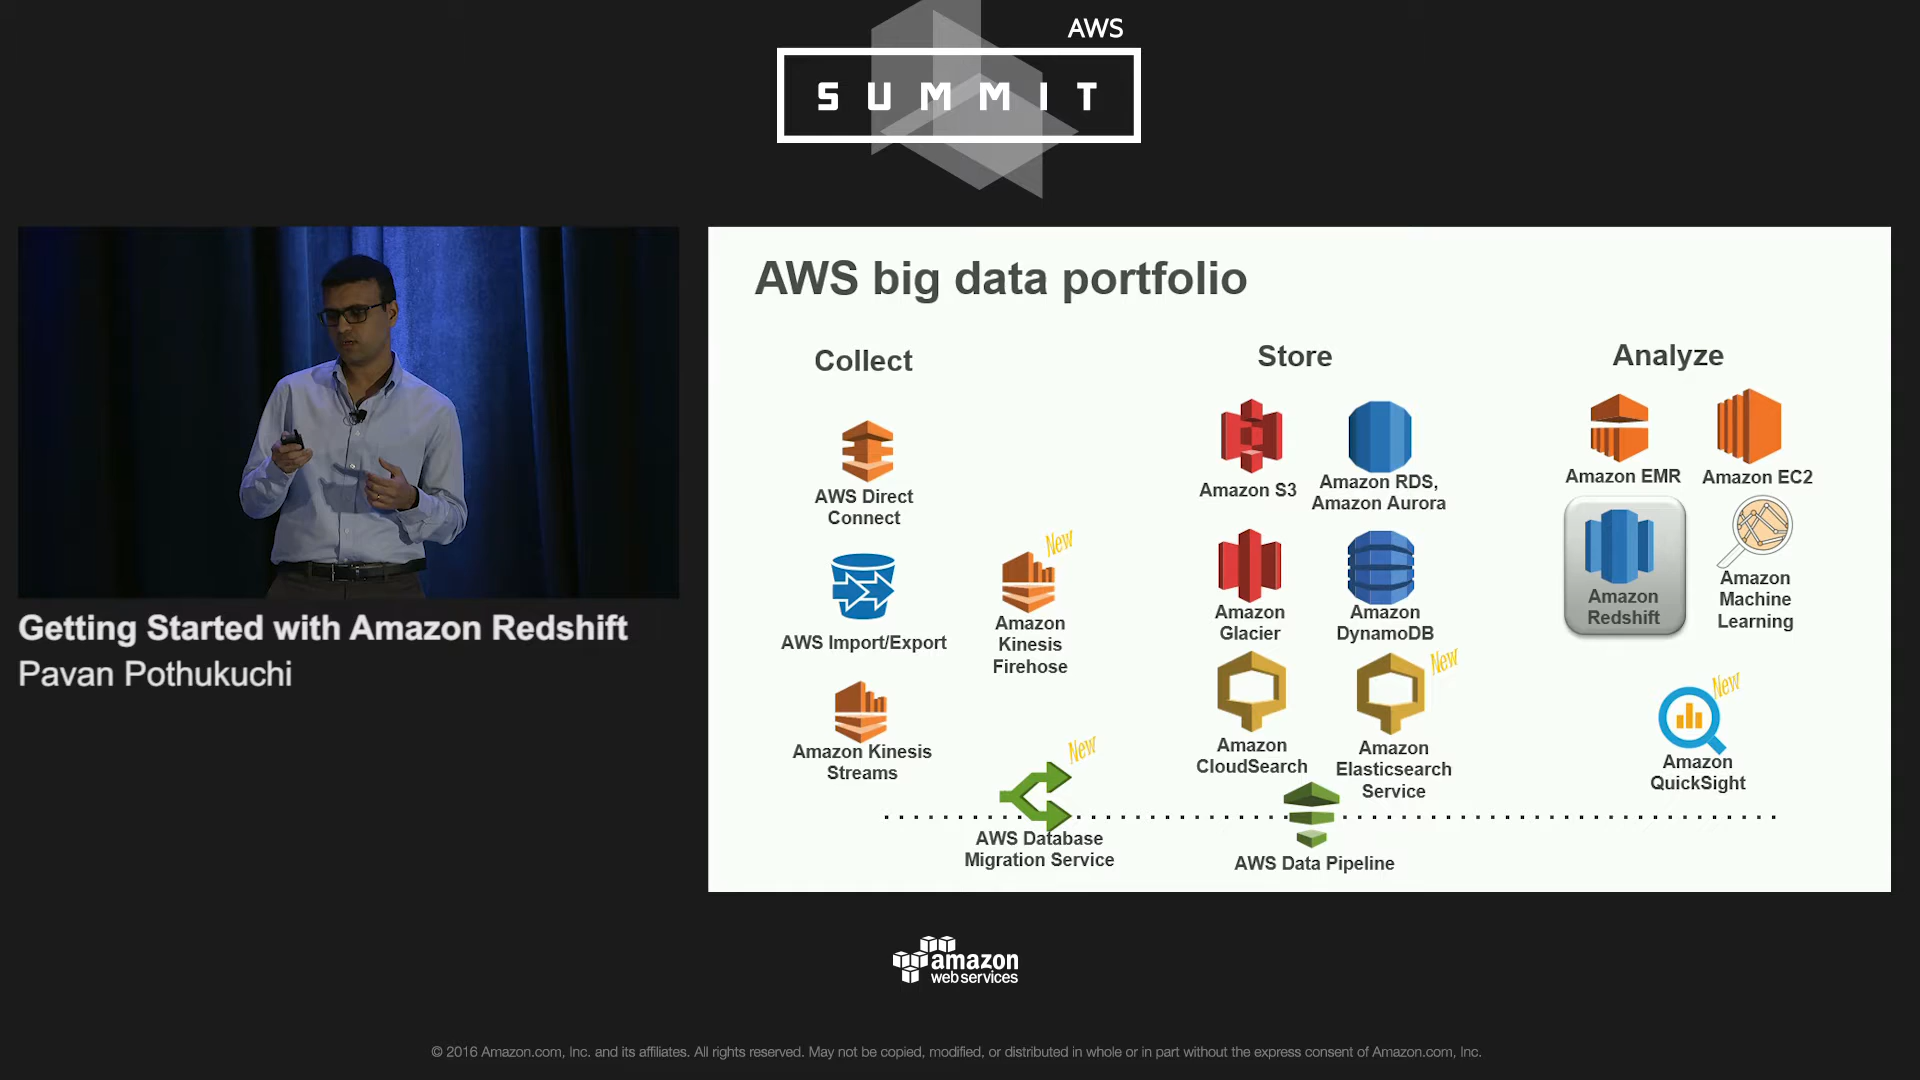 AWS
SUMMIT
Getting Started with Amazon Redshift
Pavan Pothukuchi
AWS big data portfolio
Collect
AWS Direct
Connect
AWS Import/Export
Amazon Kinesis
Streams
New
Amazon
Kinesis
Firehose
New
AWS Database
Migration Service
Store
Amazon S3
Amazon RDS,
Amazon Aurora
Amazon
Glacier
Amazon
DynamoDB
Amazon
CloudSearch
New
Amazon
Elasticsearch
Service
AWS Data Pipeline
Analyze
Amazon EMR
Amazon EC2
Amazon
Redshift
Amazon
Machine
Learning
New
Amazon
QuickSight
amazon
webservices
© 2016 Amazon.com, Inc. and its affiliates. All rights reserved. May not be copied, modified, or distributed in whole or in part without the express consent of Amazon.com, Inc.